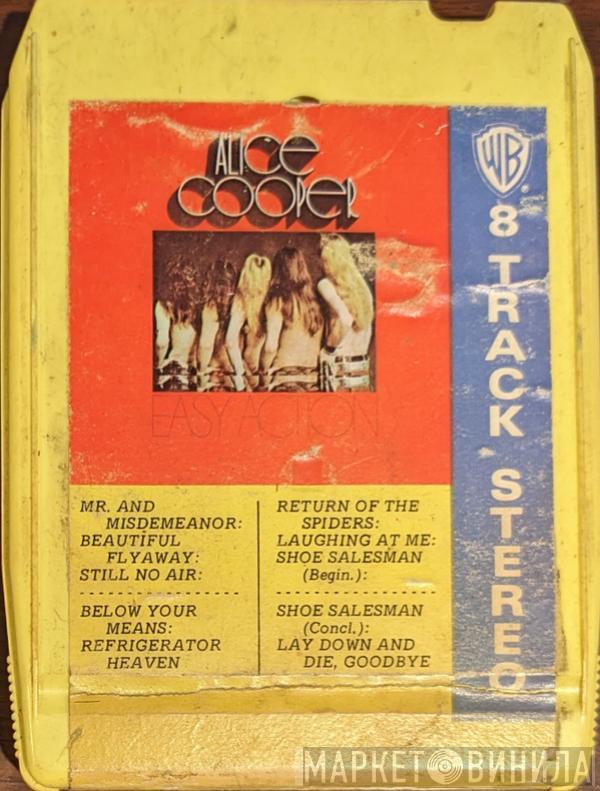 ALICE
COOPER
EASY ACTION
WB
8 TRACK STEREO
MR. AND
MISDEMEANOR:
BEAUTIFUL
FLYAWAY:
STILL NO AIR:
BELOW YOUR
MEANS:
REFRIGERATOR
HEAVEN
RETURN OF THE
SPIDERS:
LAUGHING AT ME:
SHOE SALESMAN
(Begin.):
SHOE SALESMAN
(Concl.):
LAY DOWN AND
DIE, GOODBYE
МАРКЕТ ВИНИЛА